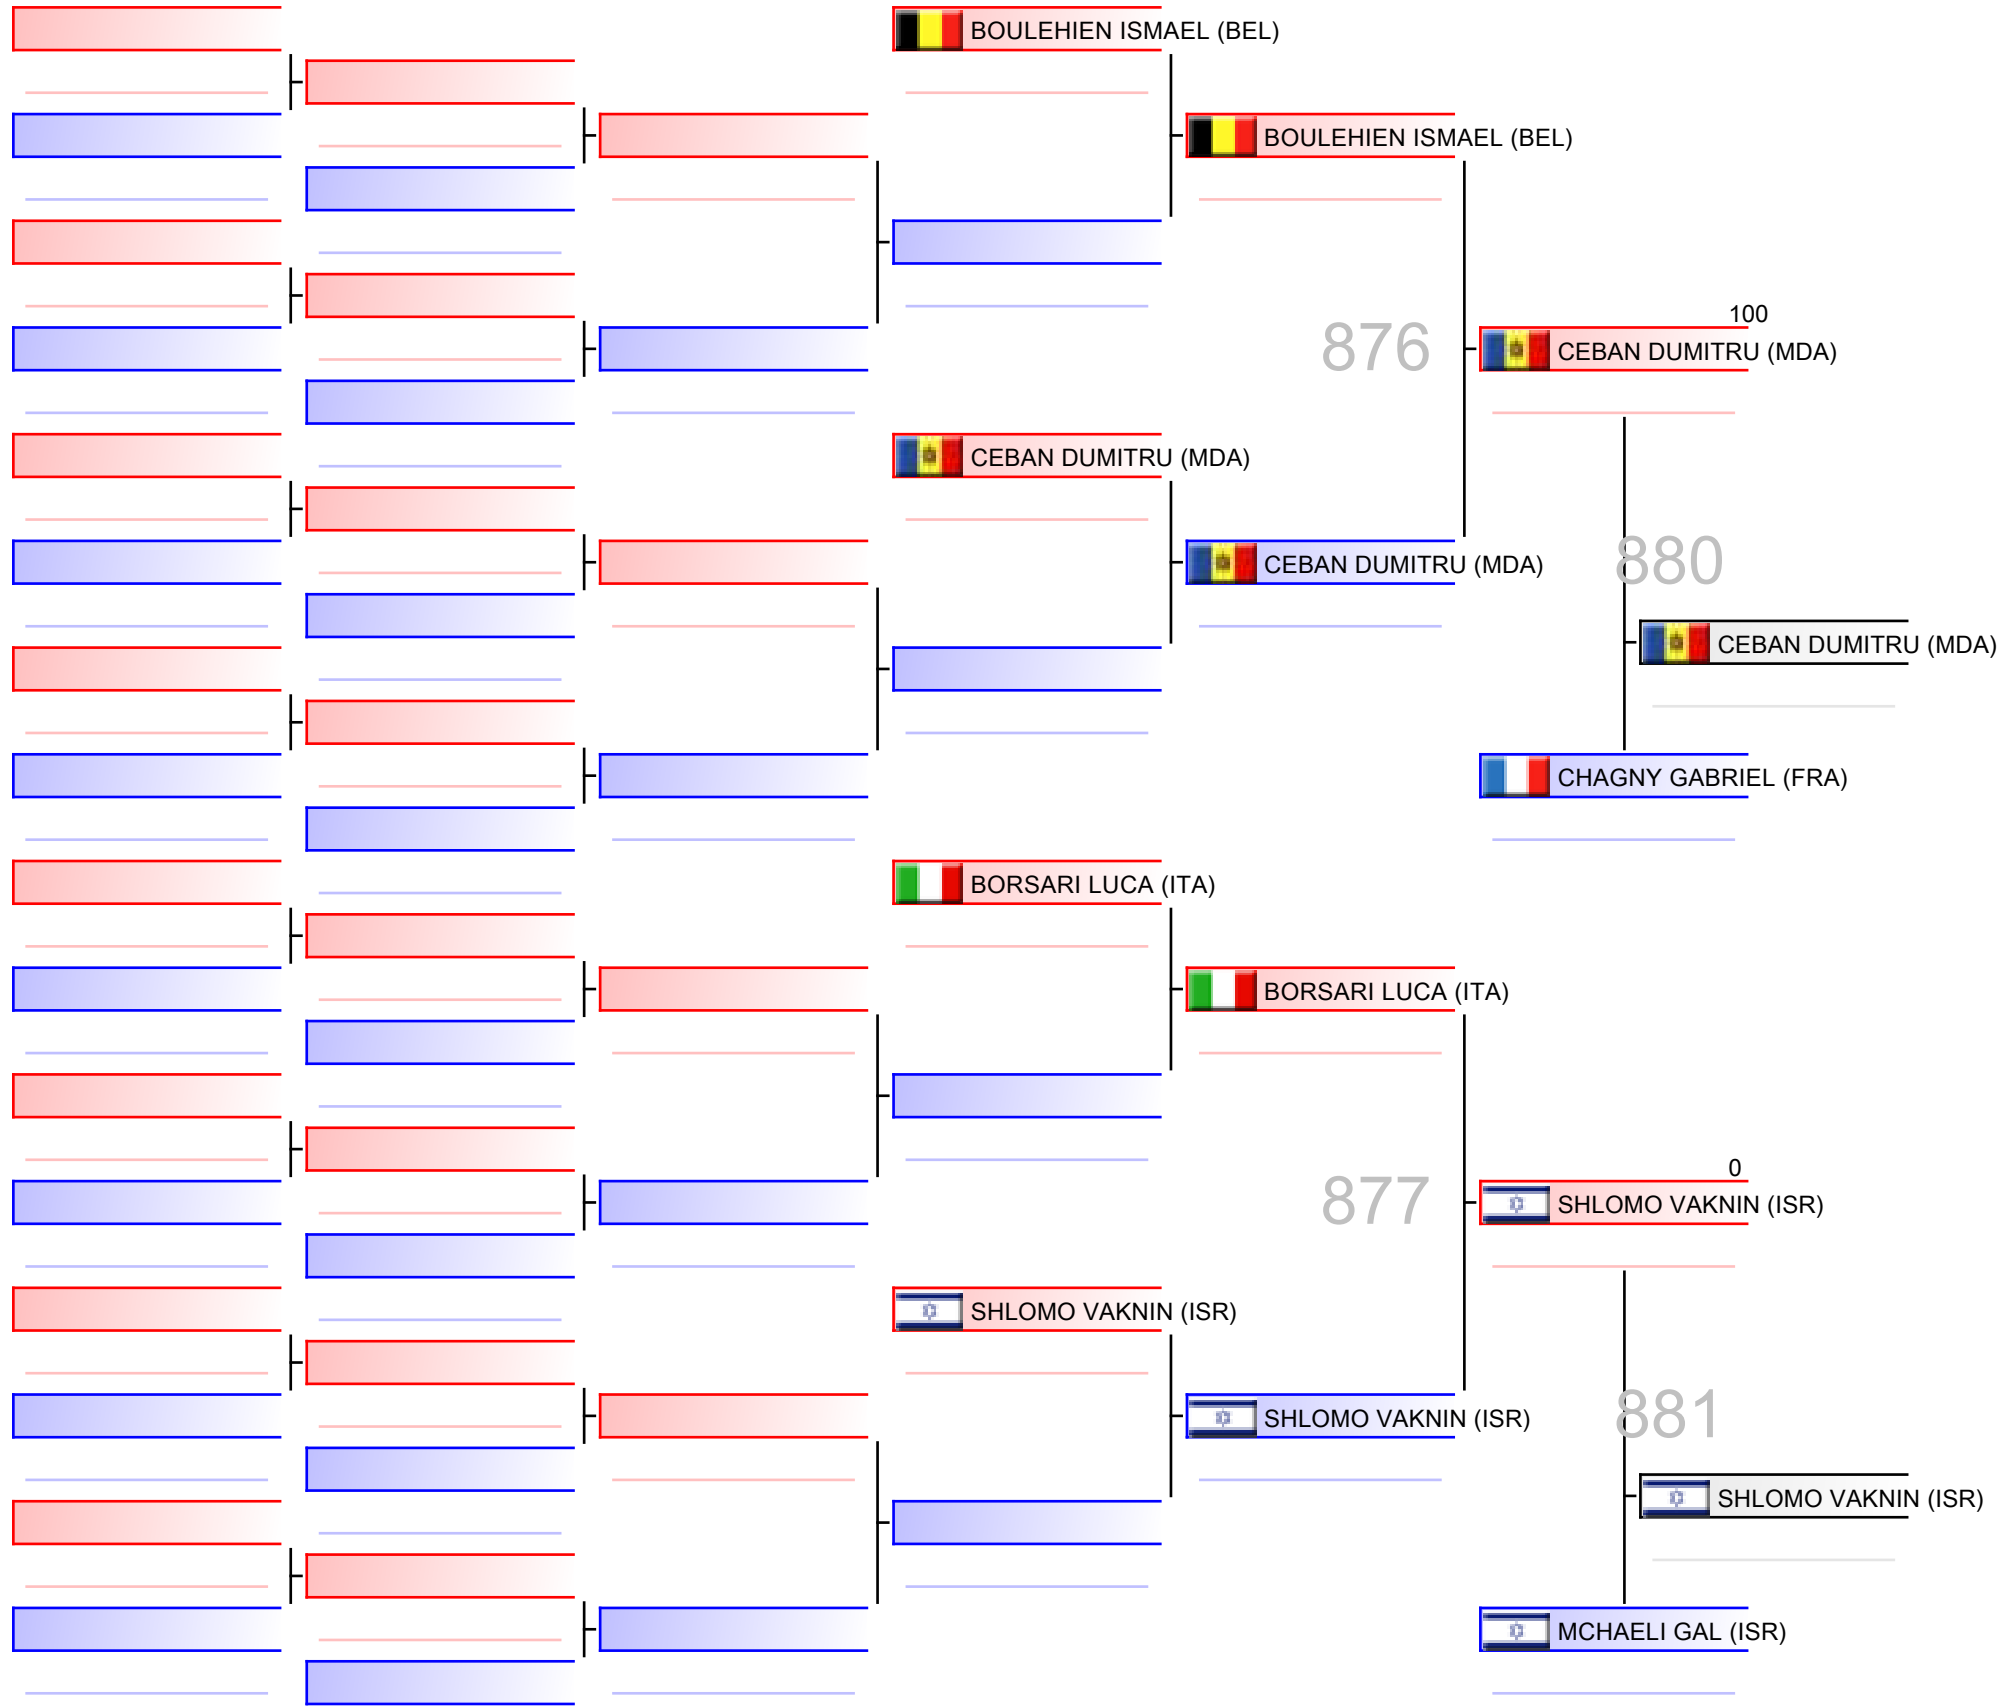 BOULEHIEN ISMAEL (BEL)
BOULEHIEN ISMAEL (BEL)
100
876
CEBAN DUMITRU (MDA)
CEBAN DUMITRU (MDA)
880
CEBAN DUMITRU (MDA)
CEBAN DUMITRU (MDA)
CHAGNY GABRIEL (FRA)
BORSARI LUCA (ITA)
BORSARI LUCA (ITA)
0
877
SHLOMO VAKNIN (ISR)
SHLOMO VAKNIN (ISR)
881
SHLOMO VAKNIN (ISR)
SHLOMO VAKNIN (ISR)
MCHAELI GAL (ISR)